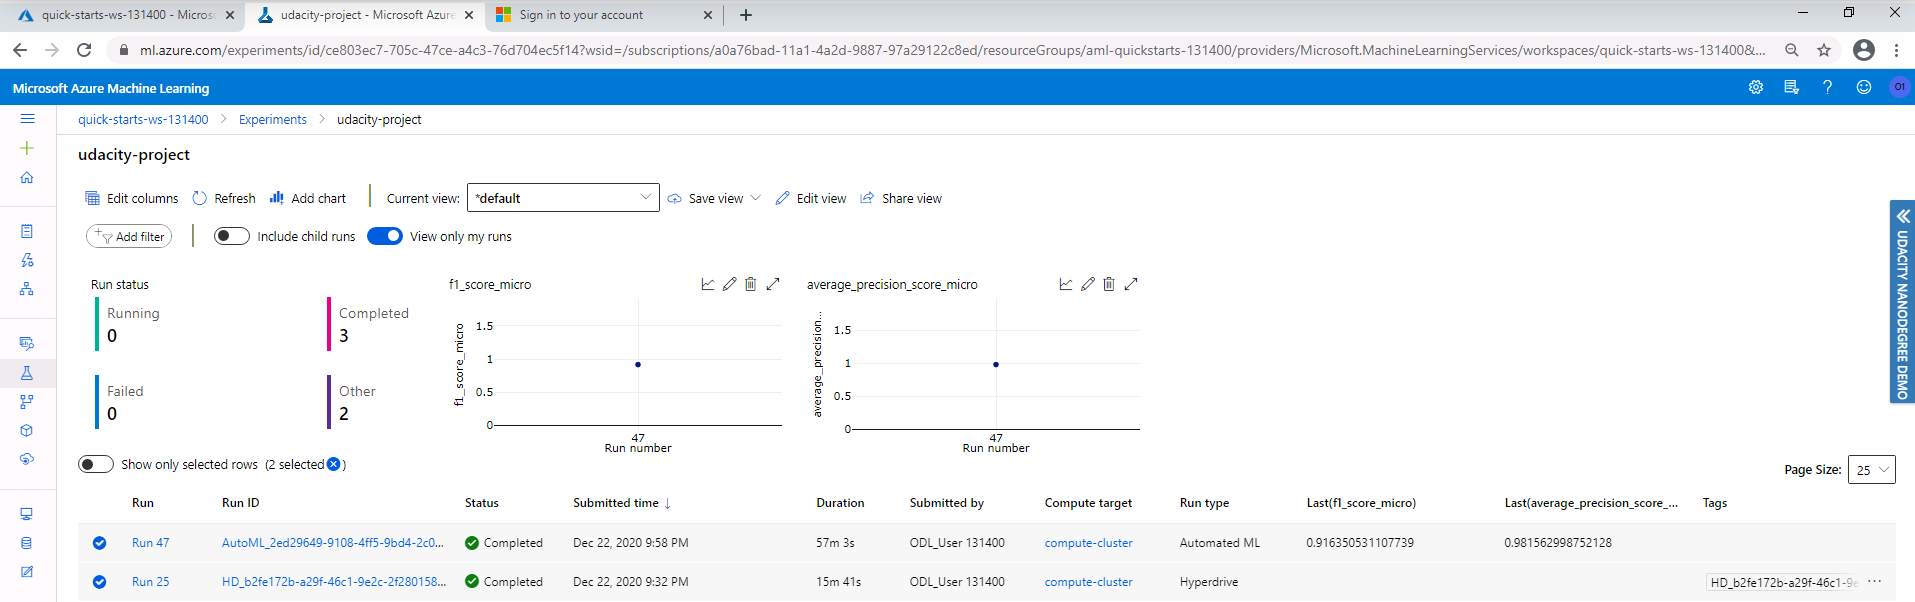 quick-starts-ws-131400 - Micros
udacity-project - Microsoft Azure
Sign in to your account
ml.azure.com/experiments/id/ce803ec7-705c-47ce-a4c3-76d704ec5f14?wsid=/subscriptions/a0a76bad-11a1-4a2d-9887-97a29122c8ed/resourceGroups/aml-quickstarts-131400/providers/Microsoft.MachineLearningServices/workspaces/quick-starts-ws-131400&...
Microsoft Azure Machine Learning
O1
quick-starts-ws-131400 > Experiments > udacity-project
udacity-project
Edit columns Refresh Add chart Current view: *default Save view Edit view Share view
Add filter Include child runs View only my runs
Run status
Running
0
Completed
3
Failed
0
Other
2
f1_score_micro
f1_score_micro
1.5
1
0.5
0
47
Run number
average_precision_score_micro
average_precision...
1.5
1
0.5
0
47
Run number
UDACITY NANODEGREE DEMO
Show only selected rows (2 selected )
Page Size: 25
Run Run ID Status Submitted time ↓ Duration Submitted by Compute target Run type Last(f1_score_micro) Last(average_precision_score_... Tags
Run 47 AutoML_2ed29649-9108-4ff5-9bd4-2c0... Completed Dec 22, 2020 9:58 PM 57m 3s ODL_User 131400 compute-cluster Automated ML 0.916350531107739 0.981562998752128
Run 25 HD_b2fe172b-a29f-46c1-9e2c-2f280158... Completed Dec 22, 2020 9:32 PM 15m 41s ODL_User 131400 compute-cluster Hyperdrive HD_b2fe172b-a29f-46c1-9e ...